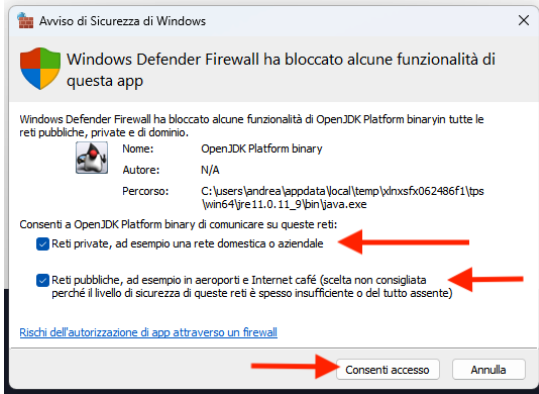 Avviso di Sicurezza di Windows
Windows Defender Firewall ha bloccato alcune funzionalità di
questa app
Windows Defender Firewall ha bloccato alcune funzionalità di OpenJDK Platform binaryin tutte le
reti pubbliche, private e di dominio.
Nome: OpenJDK Platform binary
Autore: N/A
Percorso: C:\users\andrea\appdata\local\temp\xlnxsfx062486f1\tps
\win64\jre11.0.11_9\bin\java.exe
Consenti a OpenJDK Platform binary di comunicare su queste reti:
Reti private, ad esempio una rete domestica o aziendale
Reti pubbliche, ad esempio in aeroporti e Internet café (scelta non consigliata
perché il livello di sicurezza di queste reti è spesso insufficiente o del tutto assente)
Rischi dell'autorizzazione di app attraverso un firewall
Consenti accesso Annulla